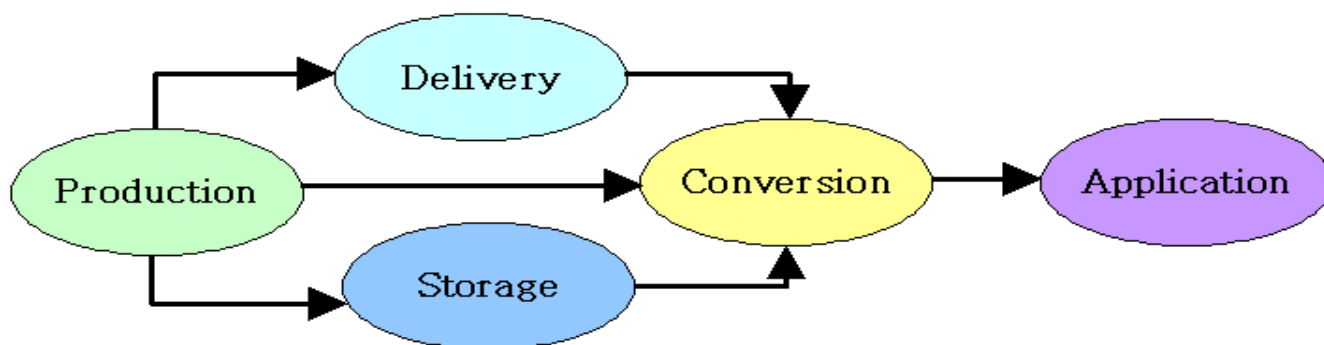 Delivery
Production
Conversion
Application
Storage